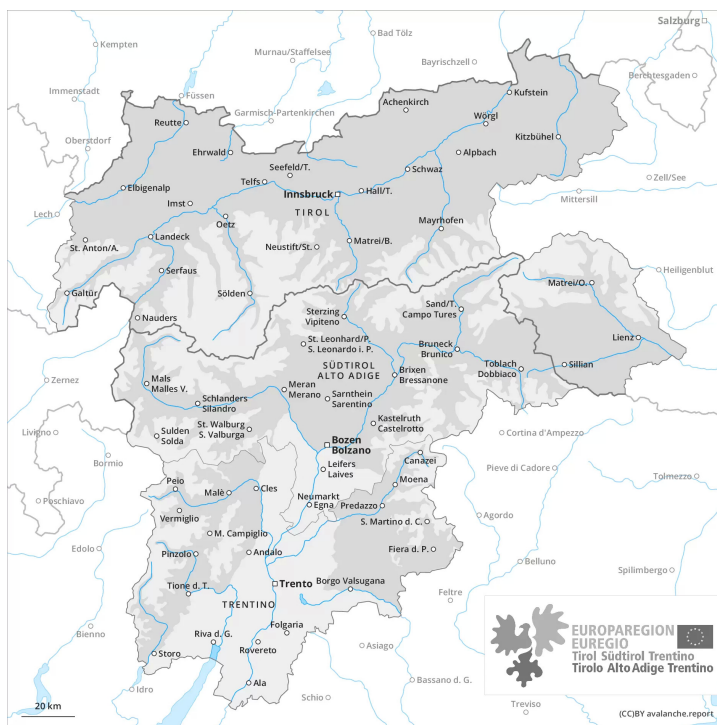 Salzburg
Kempten
Bad Tölz
Murnau/Staffelsee
Bayrischzell
Berchtesgaden
Immenstadt
Füssen
Kufstein
Achenkirch
Garmisch-Partenkirchen
Reutte
Wörgl
Oberstdorf
Kitzbühel
Ehrwald
Alpbach
Seefeld/T.
Schwaz
Zell/See
Elbigenalp
Telfs
Innsbruck
Hall/T.
Mittersill
Imst
TIROL
Lech
Oetz
Mayrhofen
St. Anton/A.
Landeck
Neustift/St.
Matrei/B.
Serfaus
Heiligenblut
Matrei/O.
Galtür
Sölden
Sand/T.
Campo Tures
Nauders
Sterzing
Vipiteno
Lienz
St. Leonhard/P.
S. Leonardo i. P.
Bruneck
Brunico
SÜDTIROL
ALTO ADIGE
Toblach
Dobbiaco
Sillian
Brixen
Bressanone
Zernez
Mals
Malles V.
Meran
Merano
Schlanders
Silandro
Sarnthein
Sarentino
St. Walburg
S. Valburga
Kastelruth
Castelrotto
Livigno
Sulden
Solda
Bozen
Bolzano
Cortina d'Ampezzo
Bormio
Canazei
Leifers
Laives
Pieve di Cadore
Tolmezzo
Poschiavo
Peio
Malè
Cles
Moena
Neumarkt
Egna
Predazzo
Vermiglio
S. Martino d. C.
Agordo
M. Campiglio
Edolo
Pinzolo
Andalo
Fiera d. P.
Belluno
Spilimbergo
Tione d. T.
Trento
Borgo Valsugana
Feltre
TRENTINO
Bienno
Folgaria
Riva d. G.
Rovereto
Asiago
Storo
Ala
Idro
Schio
Bassano d. G.
Treviso
EUROPAREGION
EUREGIO
Tirol Südtirol Trentino
Tirolo Alto Adige Trentino
20 km
(CC)BY avalanche.report